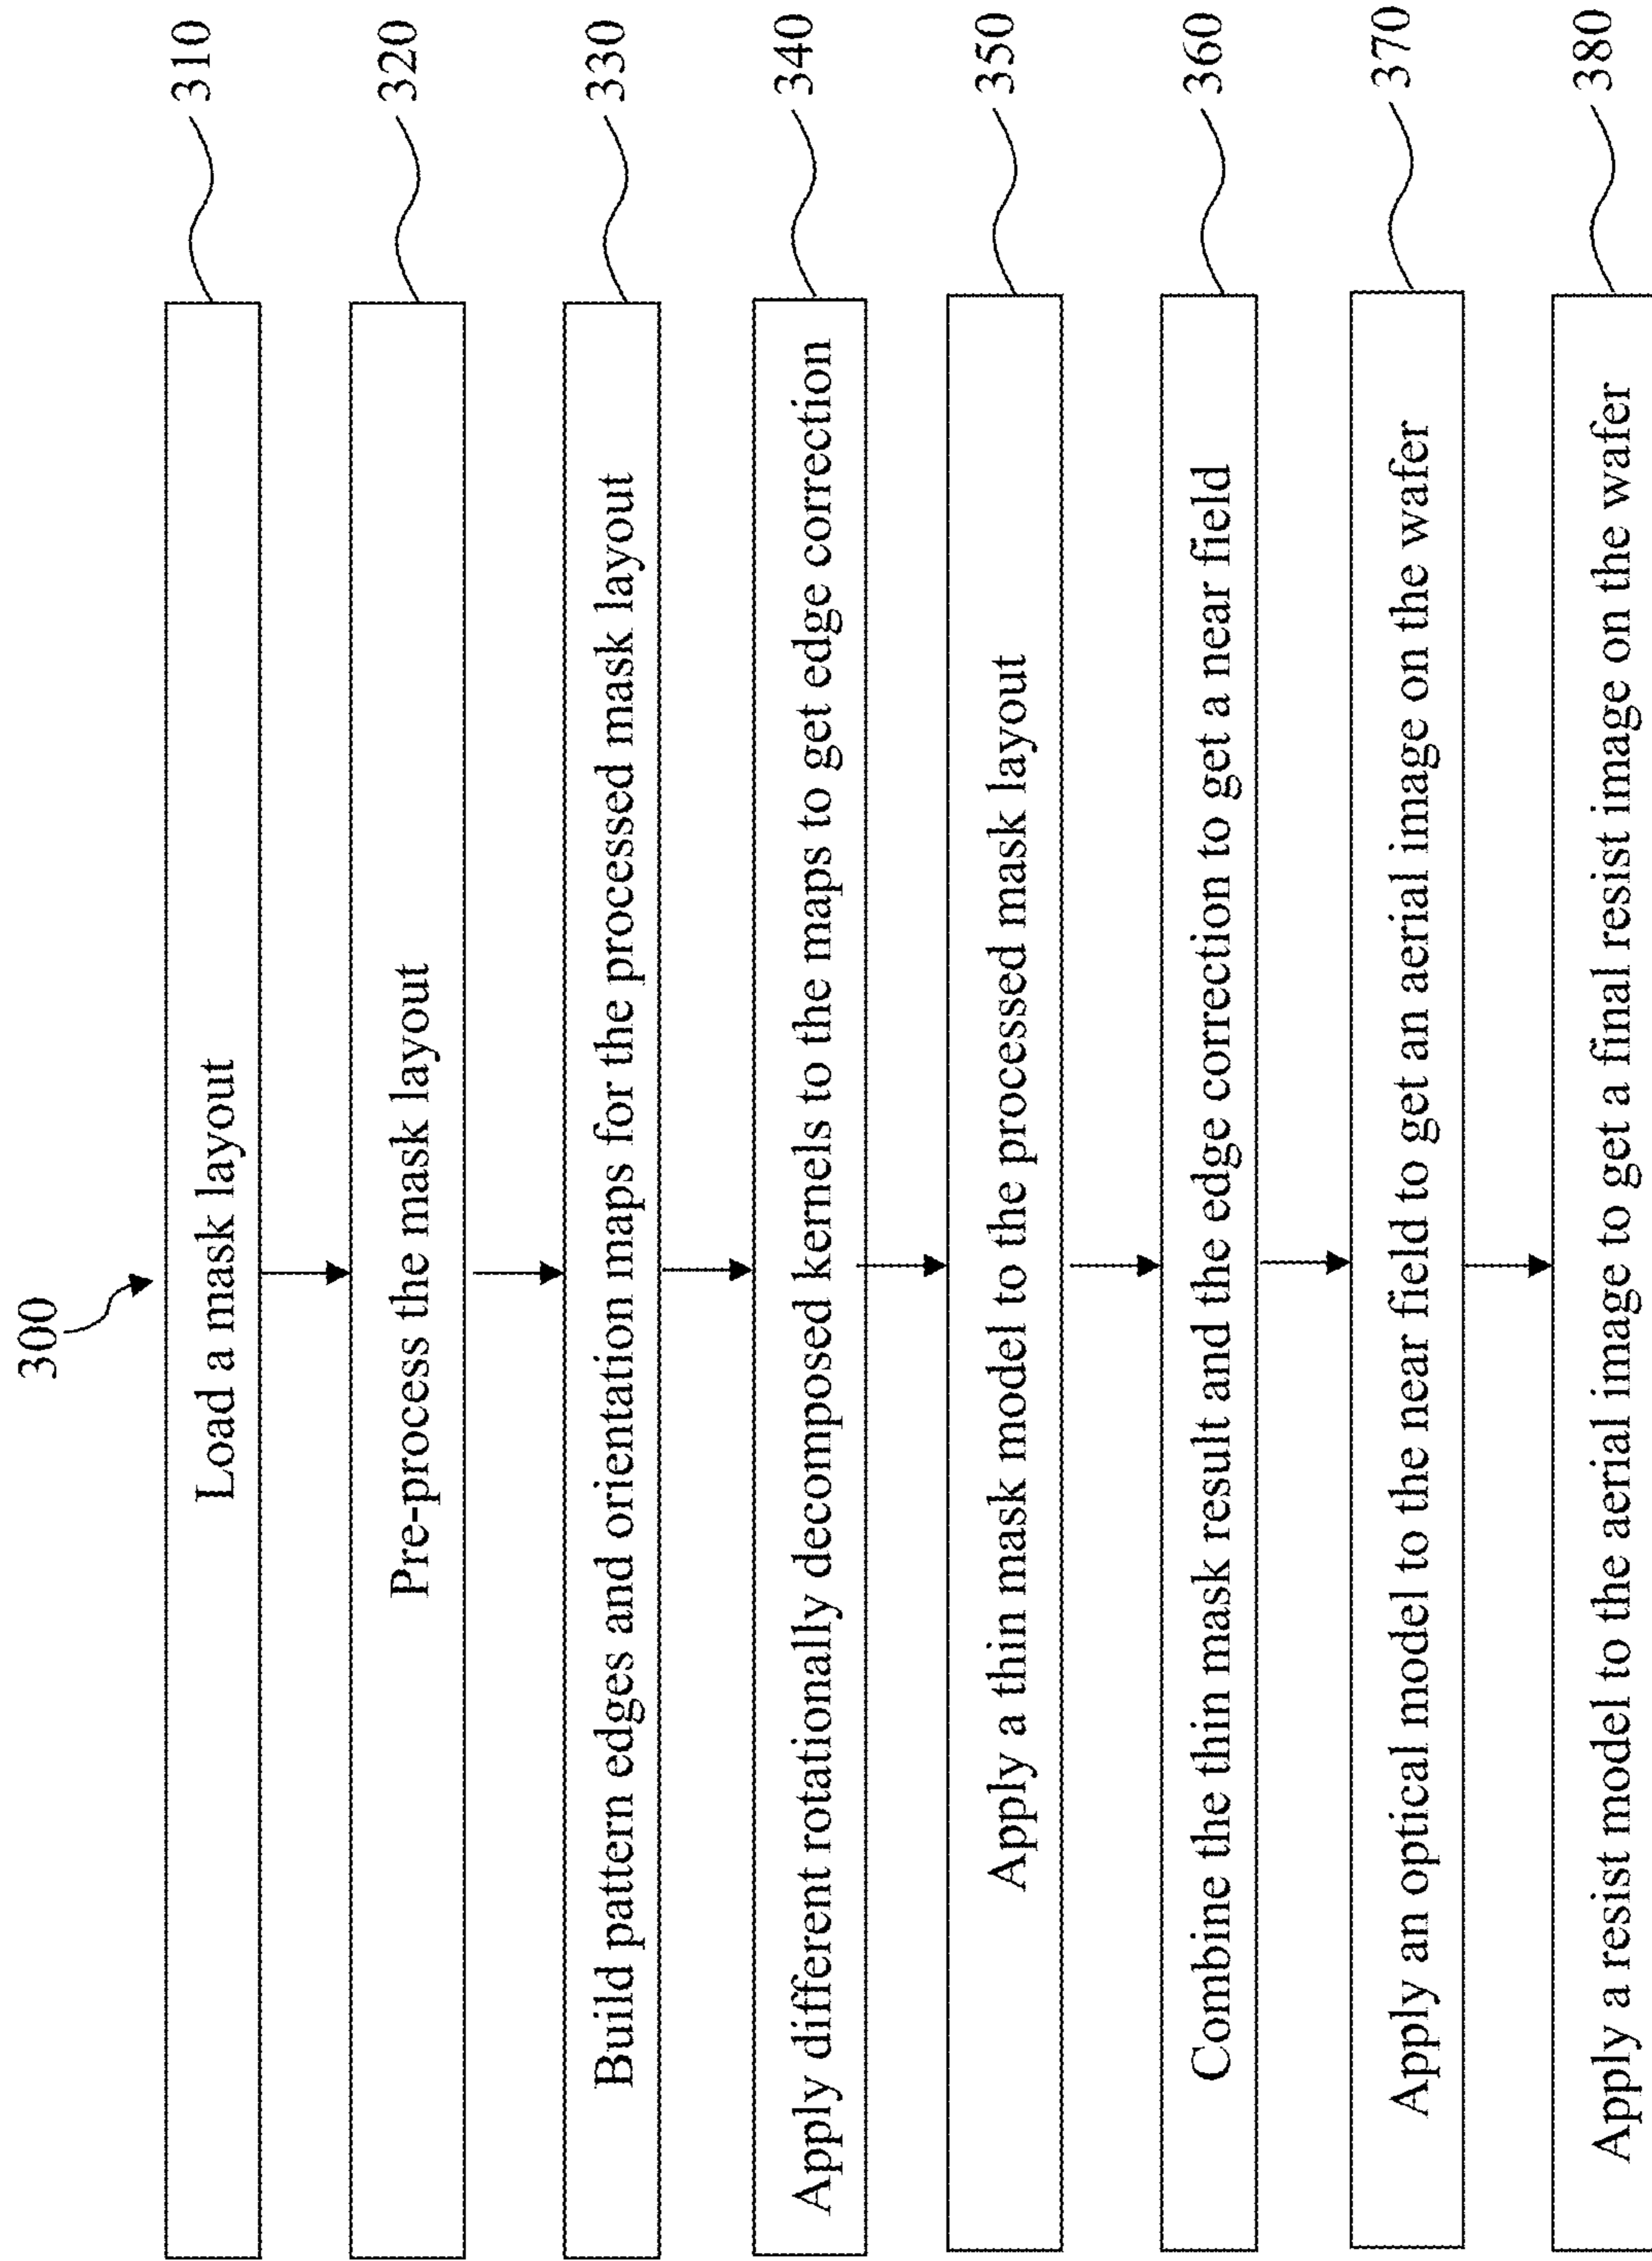 300
Load a mask layout
310
Pre-process the mask layout
320
Build pattern edges and orientation maps for the processed mask layout
330
Apply different rotationally decomposed kernels to the maps to get edge correction
340
Apply a thin mask model to the processed mask layout
350
Combine the thin mask result and the edge correction to get a near field
360
Apply an optical model to the near field to get an aerial image on the wafer
370
Apply a resist model to the aerial image to get a final resist image on the wafer
380